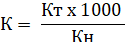 К = Кт х 1000
Кн